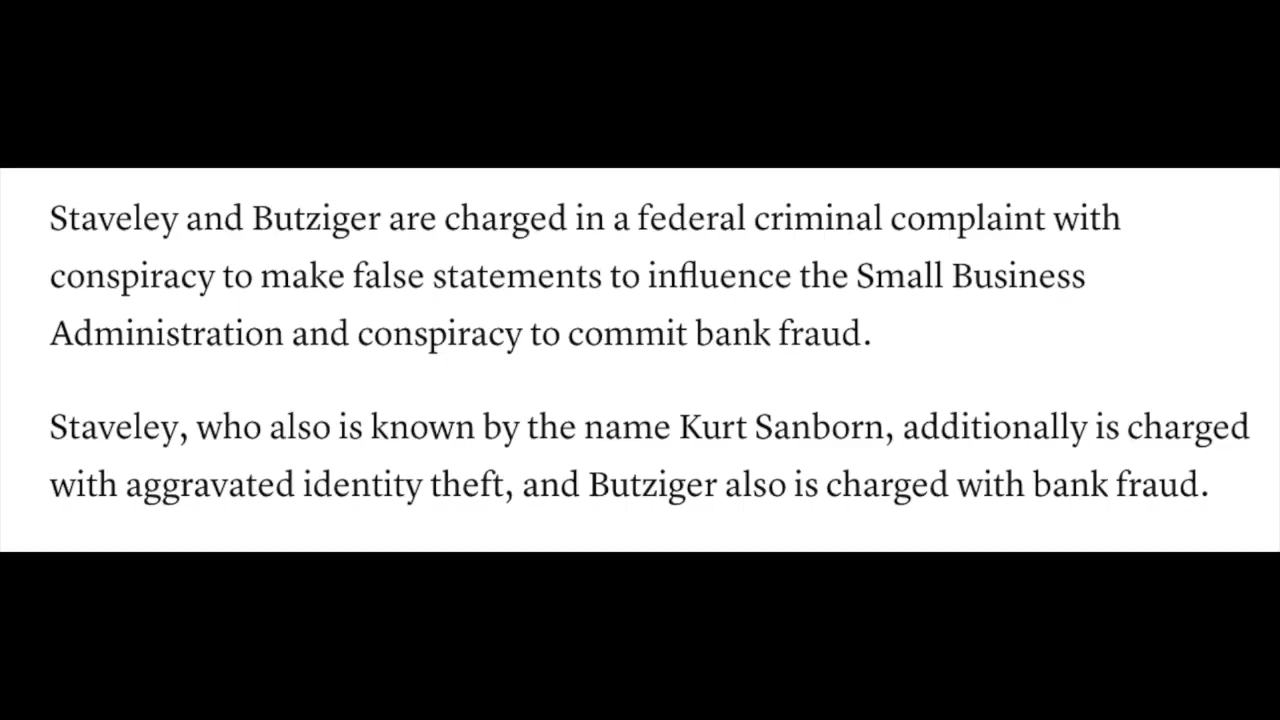 Staveley and Butziger are charged in a federal criminal complaint with
conspiracy to make false statements to influence the Small Business
Administration and conspiracy to commit bank fraud.
Staveley, who also is known by the name Kurt Sanborn, additionally is charged
with aggravated identity theft, and Butziger also is charged with bank fraud.